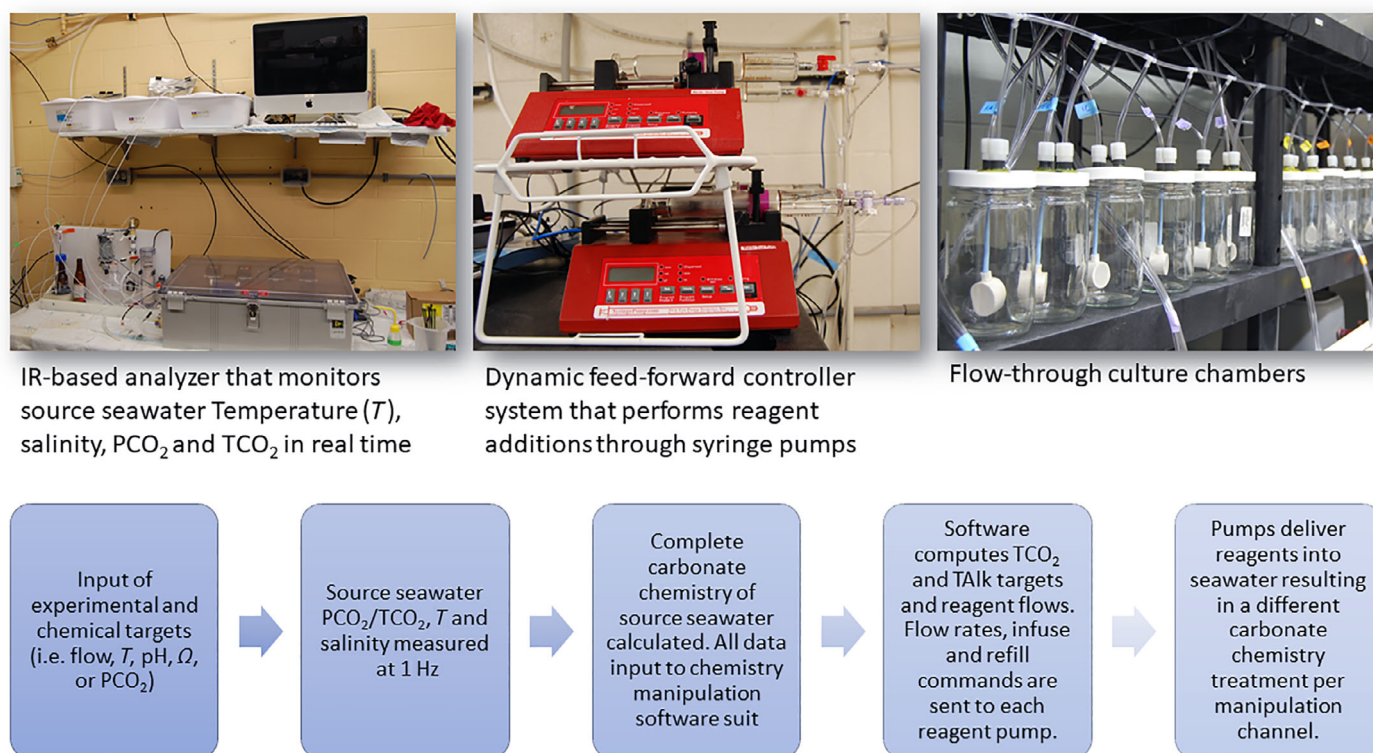 IR-based analyzer that monitors
source seawater Temperature (T),
salinity, PCO₂ and TCO₂ in real time
Dynamic feed-forward controller
system that performs reagent
additions through syringe pumps
Flow-through culture chambers
Input of
experimental and
chemical targets
(i.e. flow, T, pH, Ω,
or PCO₂)
Source seawater
PCO₂/TCO₂, T and
salinity measured
at 1 Hz
Complete
carbonate
chemistry of
source seawater
calculated. All data
input to chemistry
manipulation
software suit
Software
computes TCO₂
and TAlk targets
and reagent flows.
Flow rates, infuse
and refill
commands are
sent to each
reagent pump.
Pumps deliver
reagents into
seawater resulting
in a different
carbonate
chemistry
treatment per
manipulation
channel.